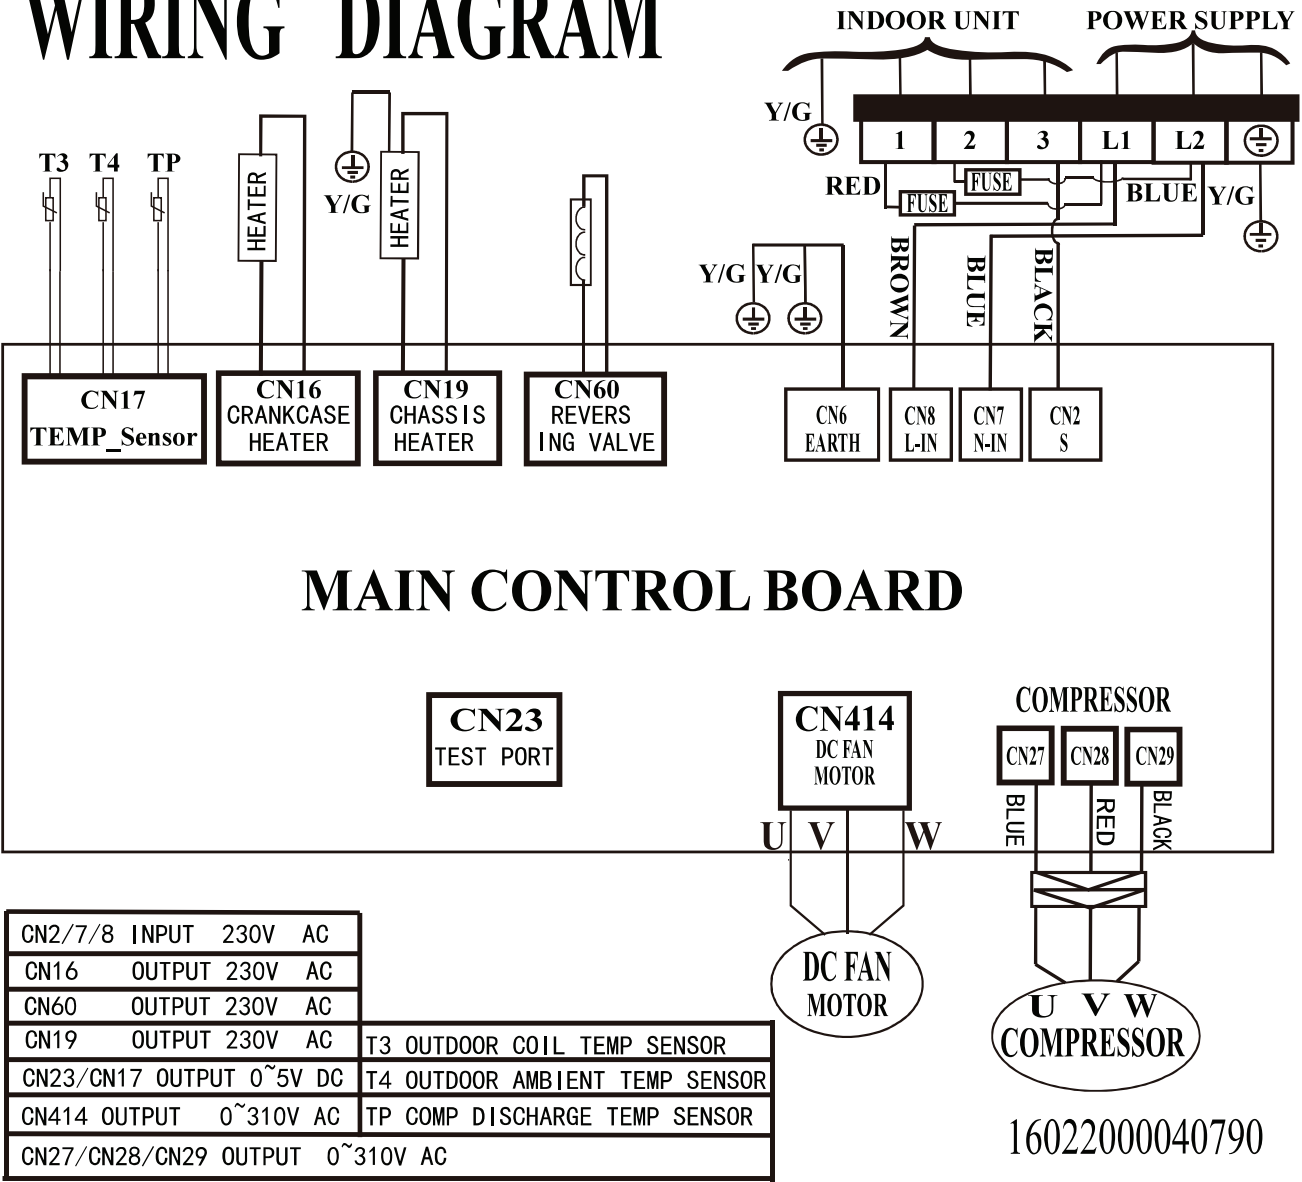 WIRING DIAGRAM
INDOOR UNIT
POWER SUPPLY
Y/G
1 2 3 L1 L2
RED
FUSE
FUSE
BLUE
Y/G
T3 T4 TP
HEATER
Y/G
HEATER
Y/G Y/G
BROWN
BLUE
BLACK
CN17
TEMP_Sensor
CN16
CRANKCASE
HEATER
CN19
CHASSIS
HEATER
CN60
REVERS
ING VALVE
CN6
EARTH
CN8
L-IN
CN7
N-IN
CN2
S
MAIN CONTROL BOARD
CN23
TEST PORT
CN414
DC FAN
MOTOR
U V W
DC FAN
MOTOR
COMPRESSOR
CN27
CN28
CN29
BLUE
RED
BLACK
U V W
COMPRESSOR
CN2/7/8 INPUT 230V AC
CN16 OUTPUT 230V AC
CN60 OUTPUT 230V AC
CN19 OUTPUT 230V AC
T3 OUTDOOR COIL TEMP SENSOR
CN23/CN17 OUTPUT 0~5V DC
T4 OUTDOOR AMBIENT TEMP SENSOR
CN414 OUTPUT 0~310V AC
TP COMP DISCHARGE TEMP SENSOR
CN27/CN28/CN29 OUTPUT 0~310V AC
16022000040790